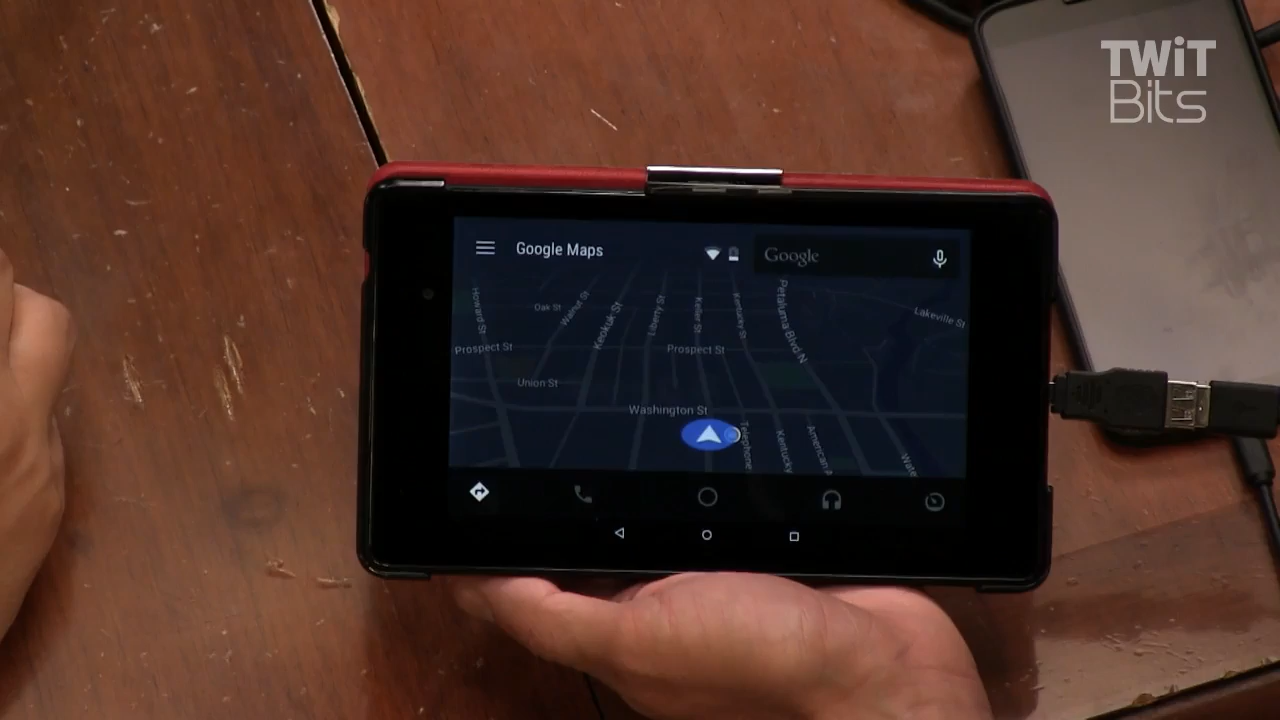 TWiT
Bits
Google Maps
Google
Howard St
Oak St
Walnut St
Keokuk St
Liberty St
Keller St
Kentucky St
Petaluma Blvd N
Lakeville St
Prospect St
Prospect St
Union St
Washington St
Telephone
Kentucky
American A
Wate